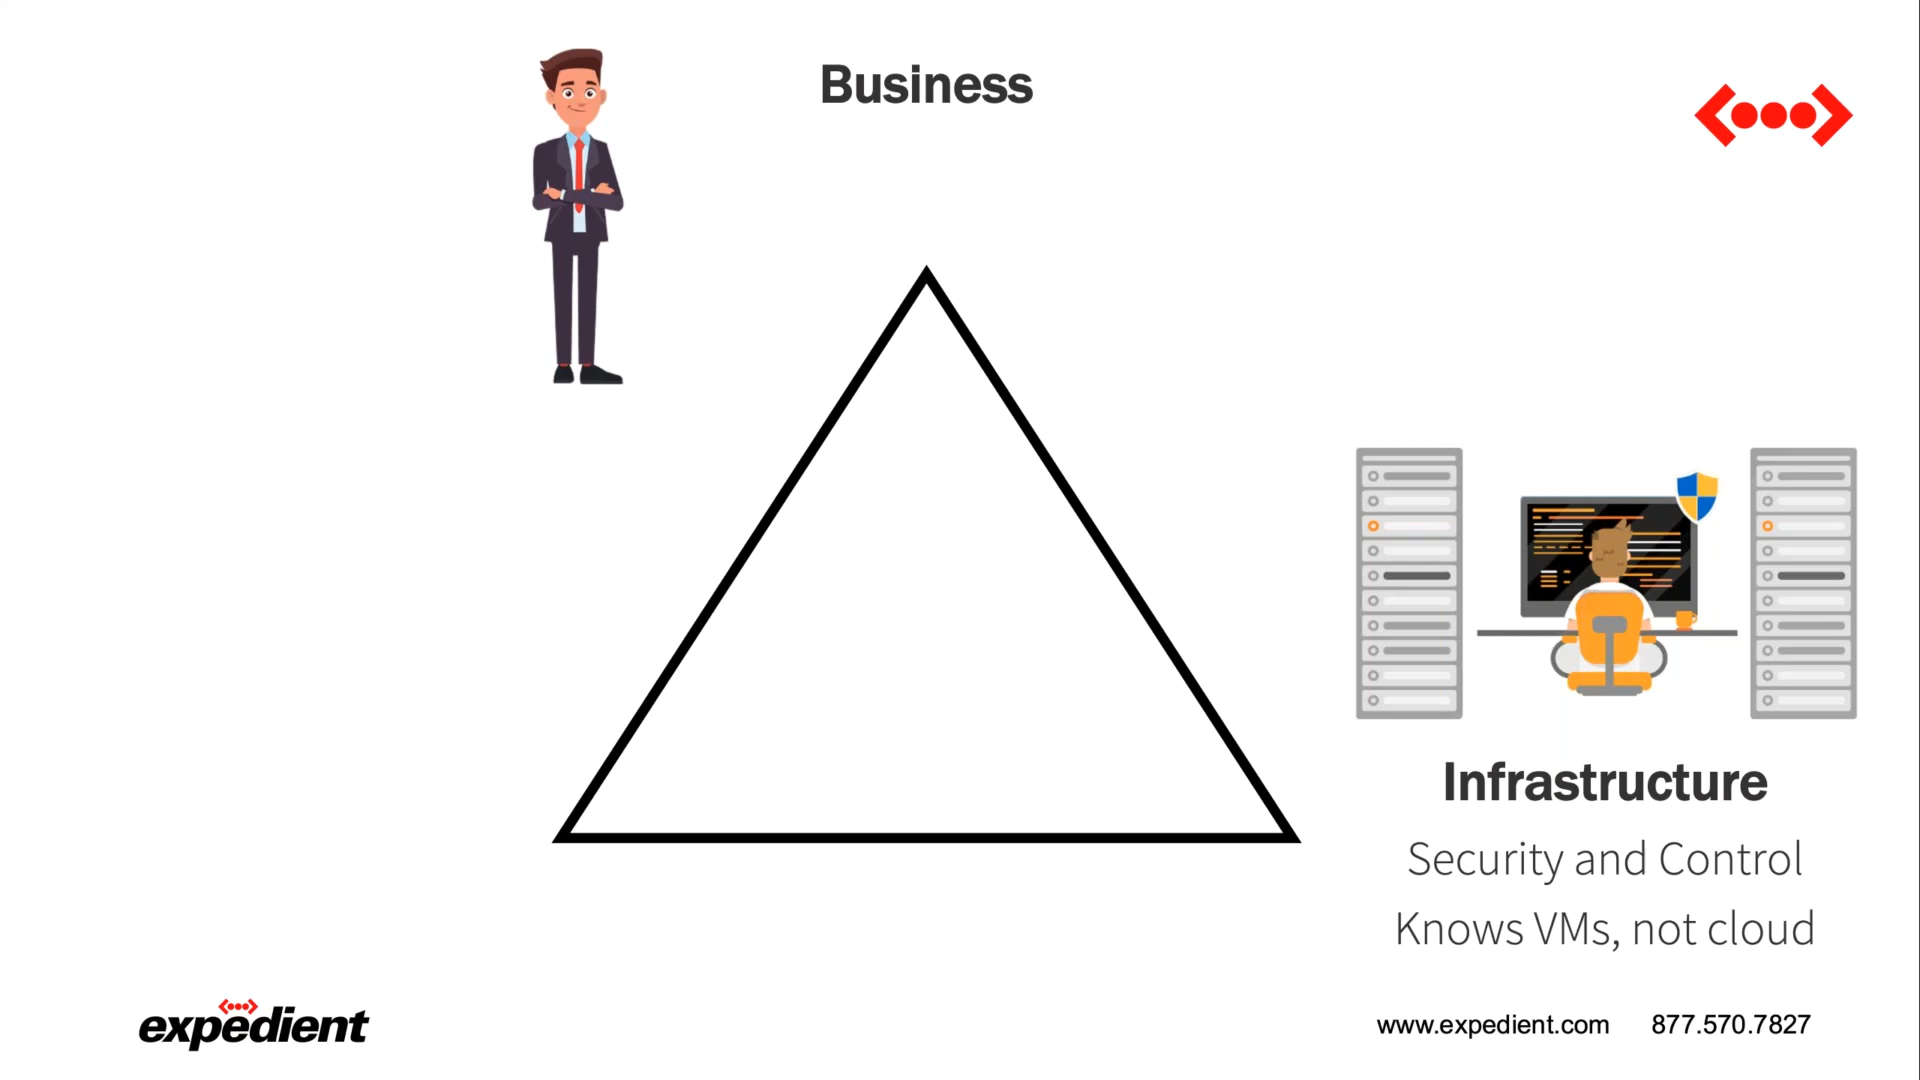 Business
Infrastructure
Security and Control
Knows VMs, not cloud
expedient
www.expedient.com 877.570.7827